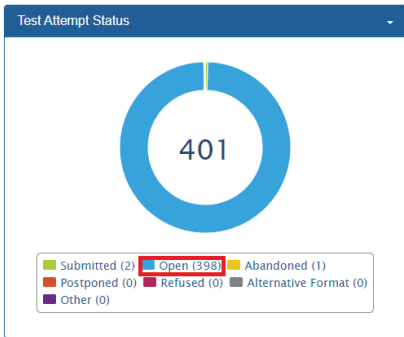 Test Attempt Status
401
Submitted (2) Open (398) Abandoned (1)
Postponed (0) Refused (0) Alternative Format (0)
Other (0)